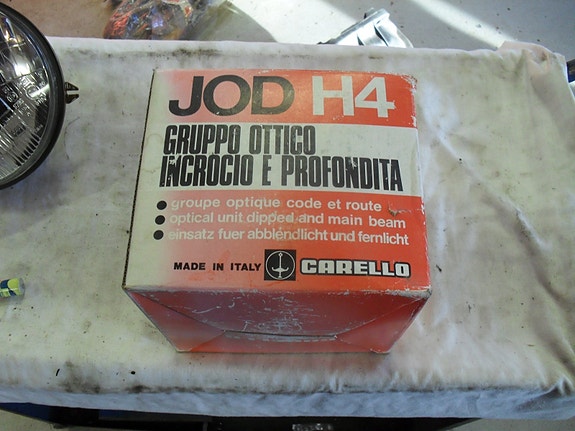 JOD H4
GRUPPO OTTICO
INCROCIO E PROFONDITA
groupe optique code et route
optical unit dipped and main beam
einsatz fuer abblendlicht und fernlicht
MADE IN ITALY CARELLO